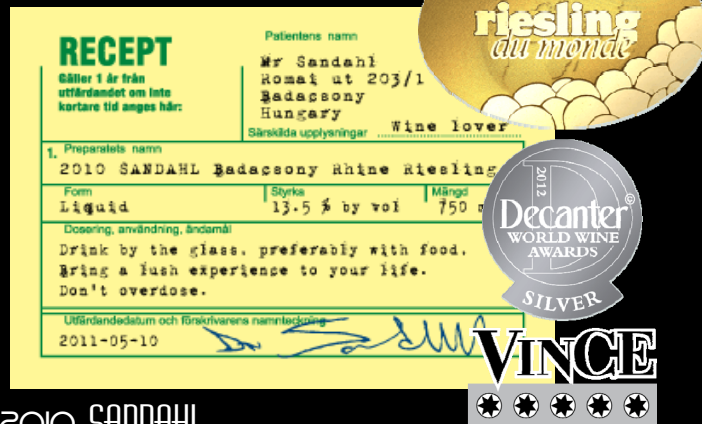 riesling
du monde
RECEPT
Gäller 1 år från
utfärdandet om inte
kortare tid anges här:
Patientens namn
Mr Sandahl
Romai ut 203/1
Badacsony
Hungary
Särskilda upplysningar Wine lover
1. Preparatets namn
2010 SANDAHL Badacsony Rhine Riesling
Form Styrka Mängd
Liquid 13.5 % by vol 750
Dosering, användning, ändamål
Drink by the glass, preferably with food.
Bring a lush experience to your life.
Don't overdose.
Utfärdandedatum och förskrivarens namnteckning
2011-05-10 Dr Sandahl
2012
Decanter
WORLD WINE
AWARDS
SILVER
VINCE
2010 SANDAHL